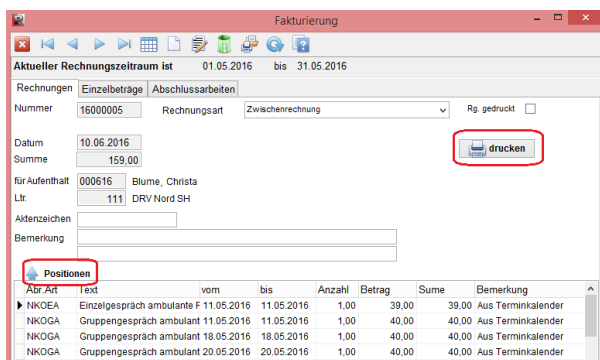 Fakturierung
Aktueller Rechnungszeitraum ist 01.05.2016 bis 31.05.2016
Rechnungen Einzelbeträge Abschlussarbeiten
Nummer 16000005 Rechnungsart Zwischenrechnung Rg. gedruckt
Datum 10.06.2016 drucken
Summe 159,00
für Aufenthalt 000616 Blume, Christa
Ltr. 111 DRV Nord SH
Aktenzeichen
Bemerkung
Positionen
Abr.Art Text vom bis Anzahl Betrag Sume Bemerkung
NKOEA Einzelgespräch ambulante F 11.05.2016 11.05.2016 1,00 39,00 39,00 Aus Terminkalender
NKOGA Gruppengespräch ambulant 11.05.2016 11.05.2016 1,00 40,00 40,00 Aus Terminkalender
NKOGA Gruppengespräch ambulant 18.05.2016 18.05.2016 1,00 40,00 40,00 Aus Terminkalender
NKOGA Gruppengespräch ambulant 20.05.2016 20.05.2016 1,00 40,00 40,00 Aus Terminkalender